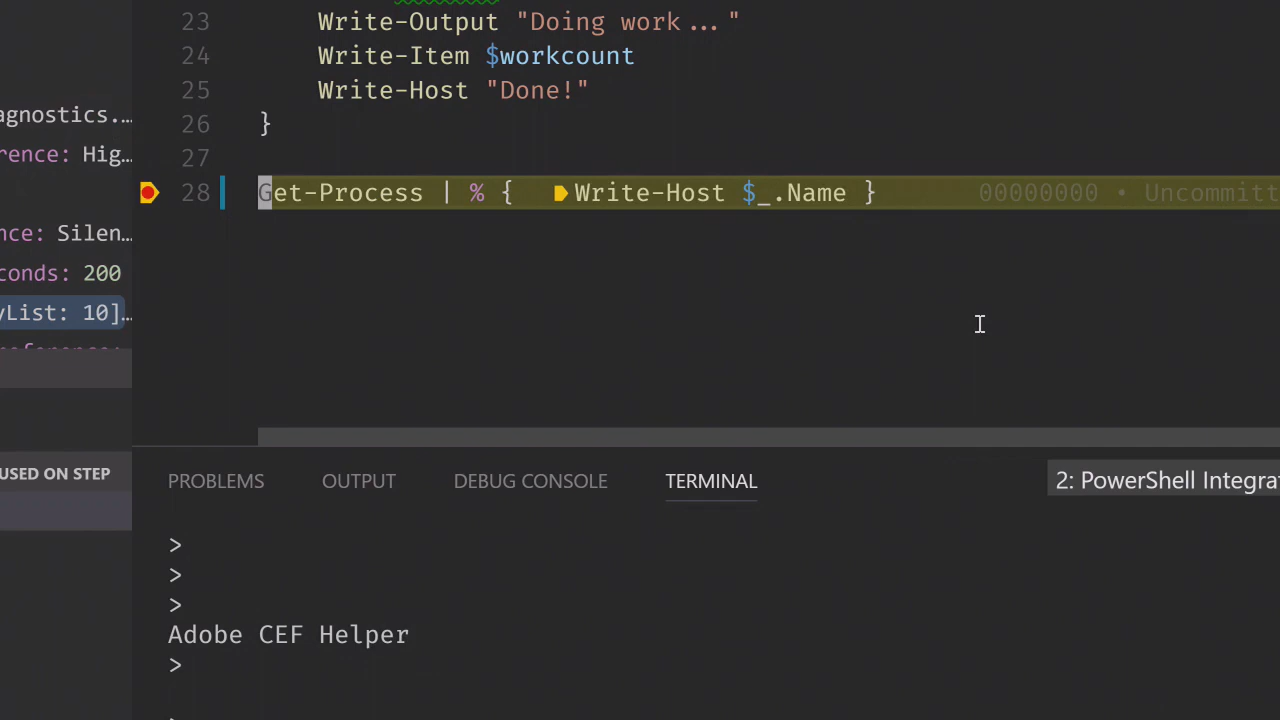 23 Write-Output "Doing work ..."
agnostics.…
24 Write-Item $workcount
25 Write-Host "Done!"
rence: Hig…
26 }
27
28 Get-Process | % { Write-Host $_.Name } 00000000 • Uncommitt
nce: Silen…
conds: 200
yList: 10]…
USED ON STEP
PROBLEMS OUTPUT DEBUG CONSOLE TERMINAL 2: PowerShell Integra
>
>
>
Adobe CEF Helper
>